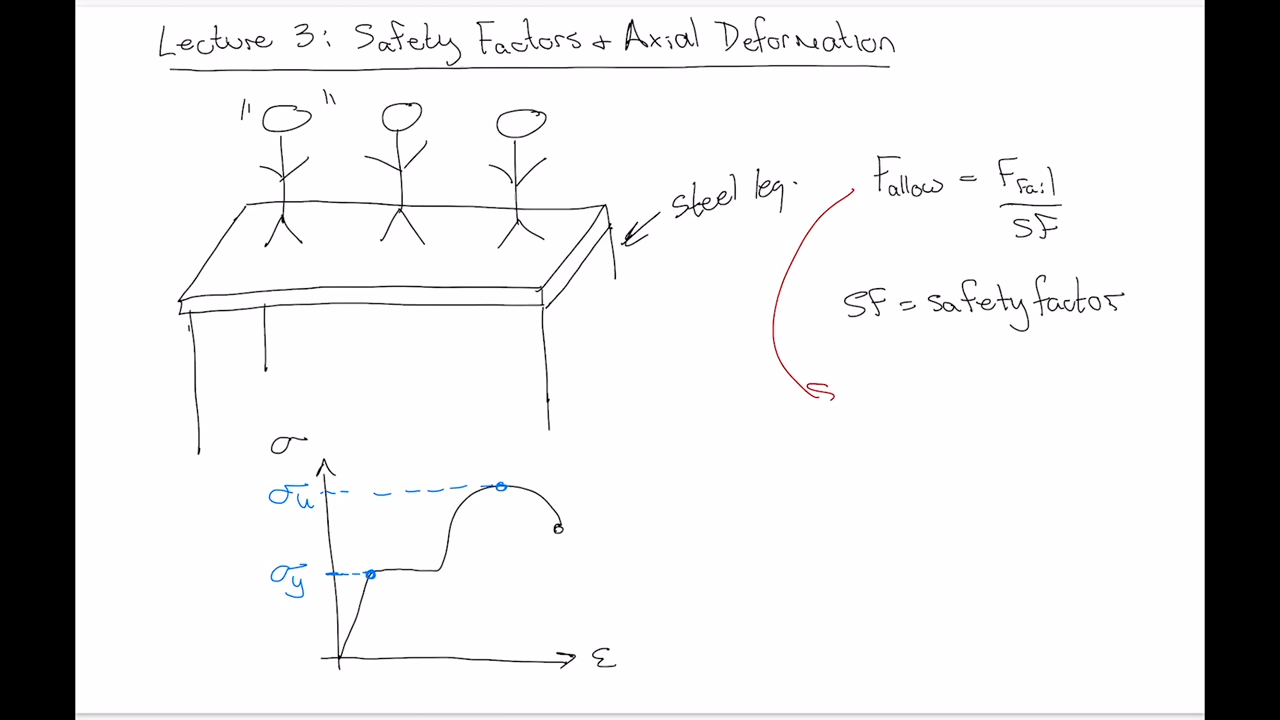 Lecture 3: Safety Factors + Axial Deformation
" "
steel leg.
Fallow = FFail / SF
SF = safety factor
σ
σu
σy
ε